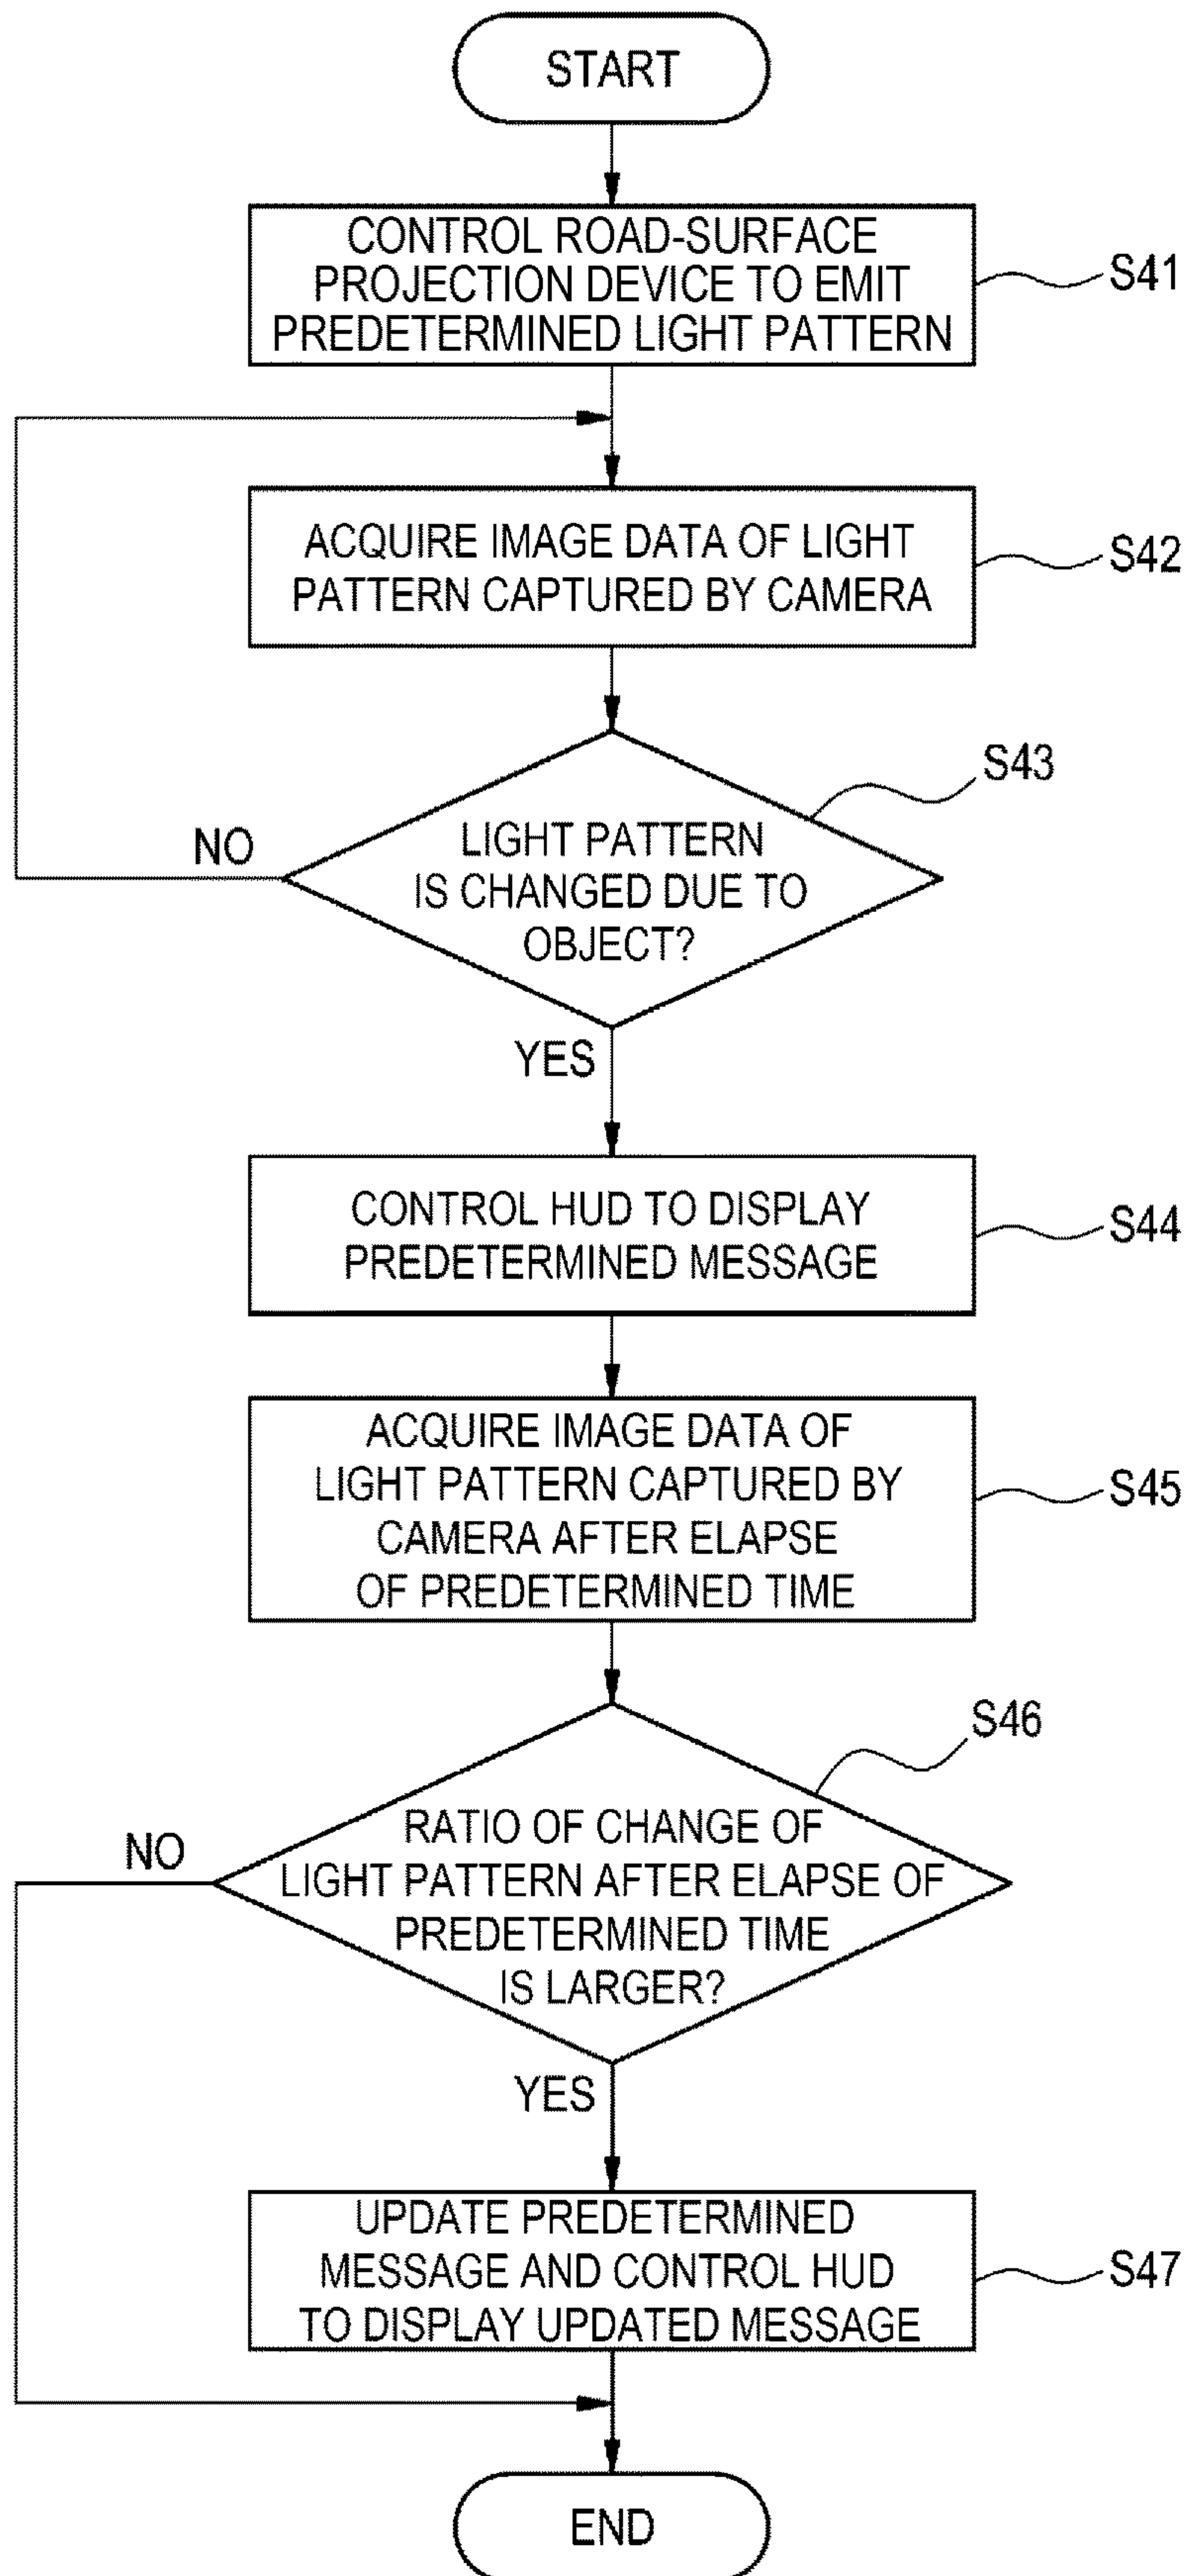 START
CONTROL ROAD-SURFACE
PROJECTION DEVICE TO EMIT
PREDETERMINED LIGHT PATTERN
S41
ACQUIRE IMAGE DATA OF LIGHT
PATTERN CAPTURED BY CAMERA
S42
S43
NO
LIGHT PATTERN
IS CHANGED DUE TO
OBJECT?
YES
CONTROL HUD TO DISPLAY
PREDETERMINED MESSAGE
S44
ACQUIRE IMAGE DATA OF
LIGHT PATTERN CAPTURED BY
CAMERA AFTER ELAPSE
OF PREDETERMINED TIME
S45
S46
NO
RATIO OF CHANGE OF
LIGHT PATTERN AFTER ELAPSE OF
PREDETERMINED TIME
IS LARGER?
YES
UPDATE PREDETERMINED
MESSAGE AND CONTROL HUD
TO DISPLAY UPDATED MESSAGE
S47
END